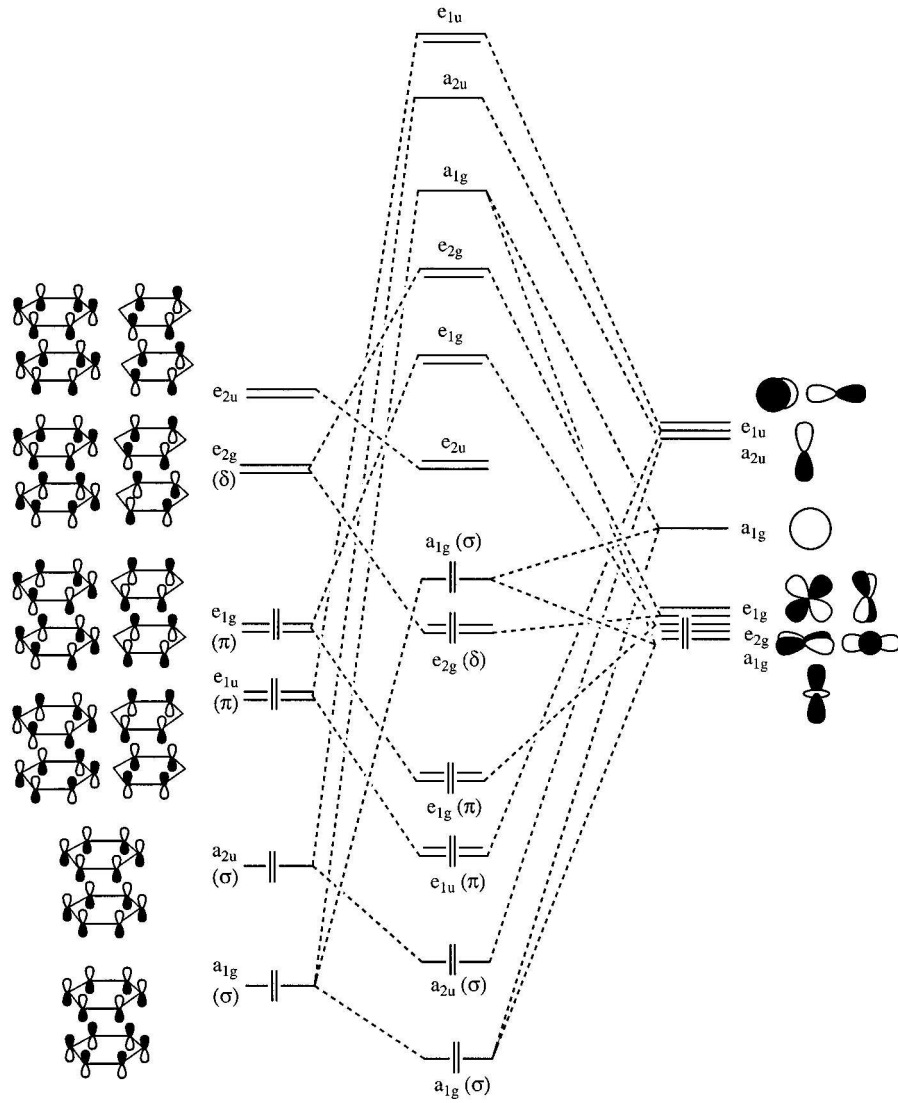 e1u
a2u
a1g
e2g
e1g
e2u
e2g
(δ)
e2u
a1g (σ)
e2g (δ)
e1g
(π)
e1u
(π)
e1g (π)
e1u (π)
a2u
(σ)
a2u (σ)
a1g
(σ)
a1g (σ)
e1u
a2u
a1g
e1g
e2g
a1g